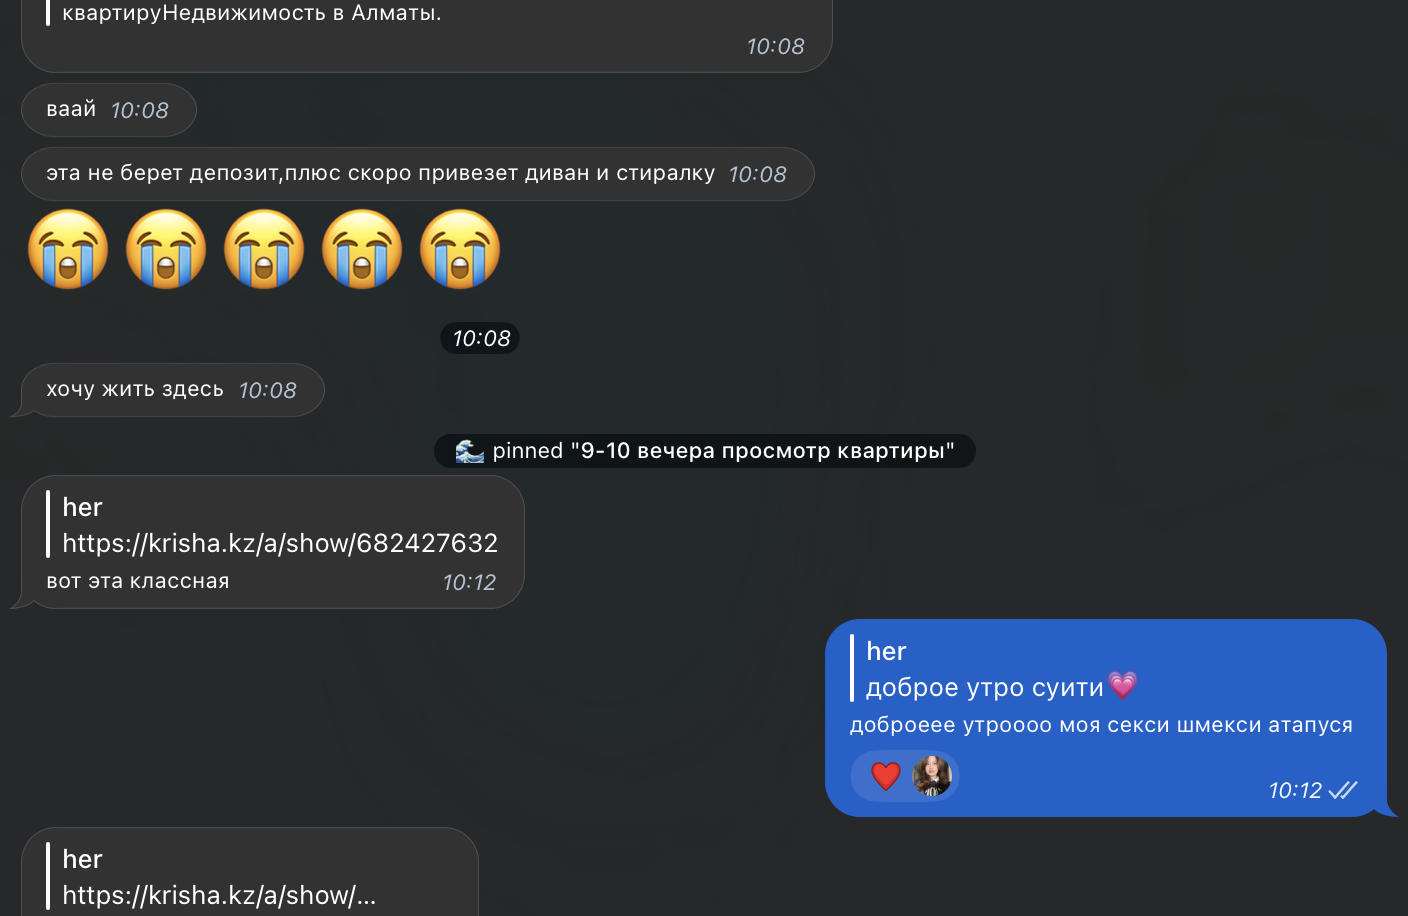 квартируНедвижимость в Алматы.
10:08
ваай 10:08
эта не берет депозит,плюс скоро привезет диван и стиралку 10:08
😭😭😭😭😭
10:08
хочу жить здесь 10:08
🌊 pinned "9-10 вечера просмотр квартиры"
her
https://krisha.kz/a/show/682427632
вот эта классная 10:12
her
доброе утро суити💗
доброеее утроооо моя секси шмекси атапуся
❤️
10:12
her
https://krisha.kz/a/show/...